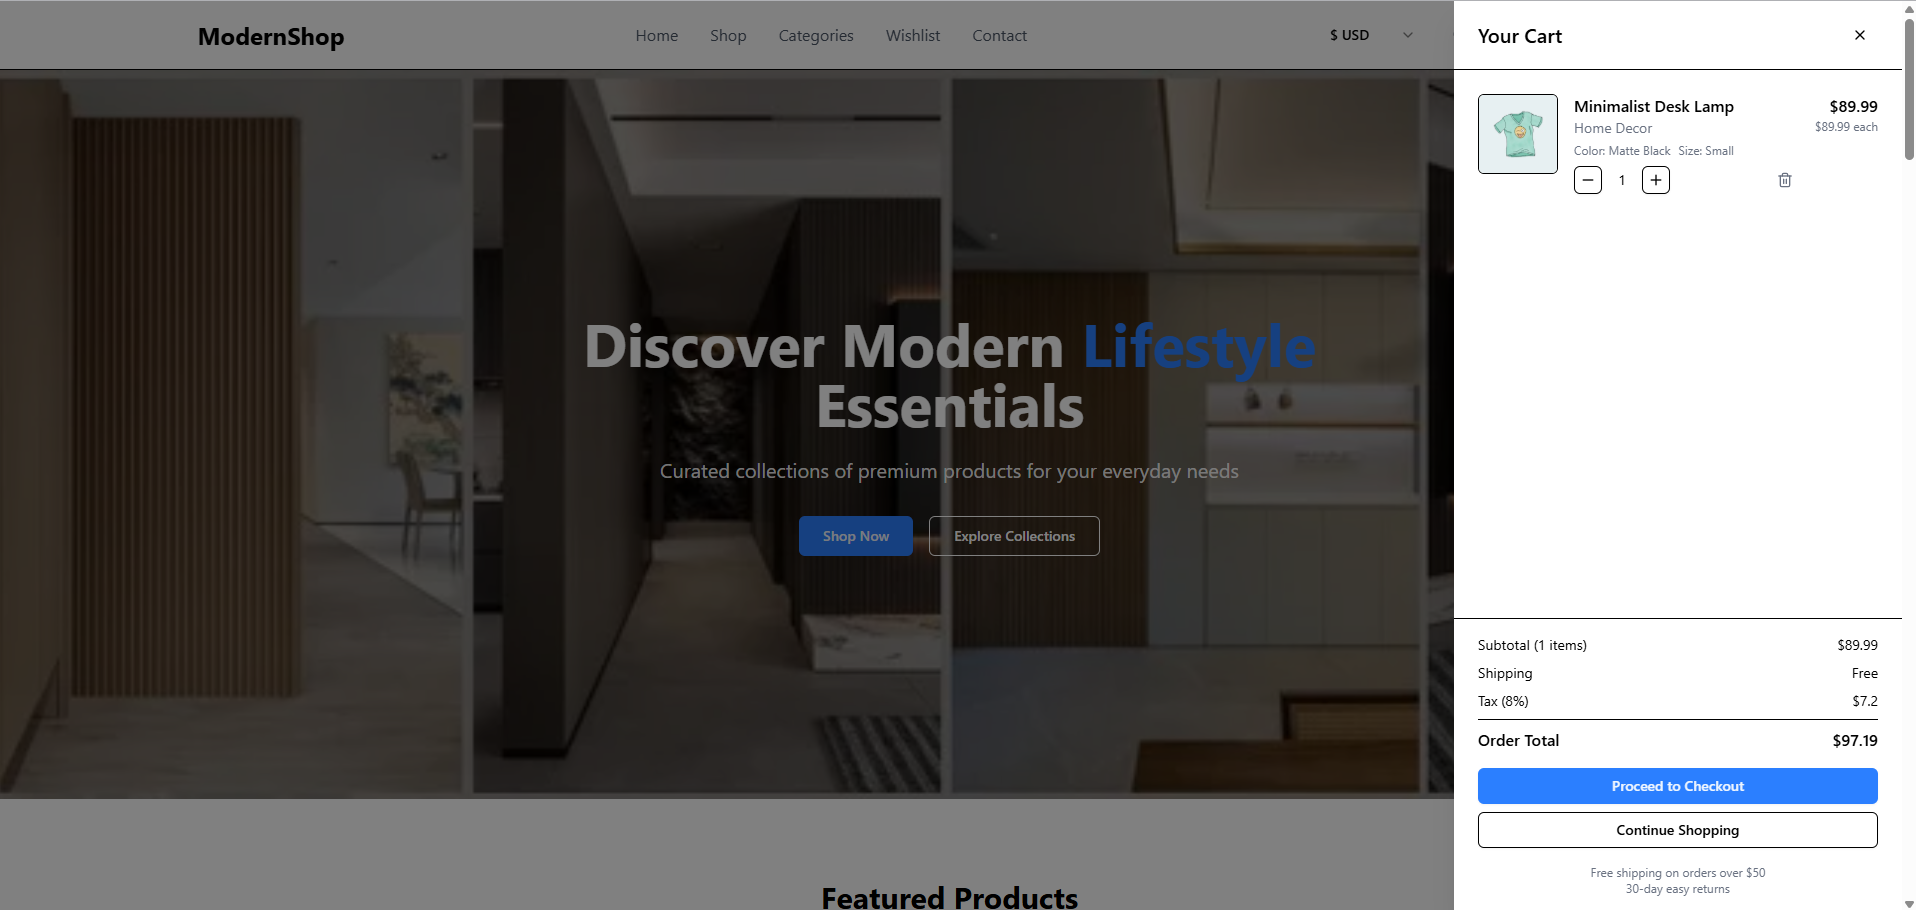 ModernShop
Home Shop Categories Wishlist Contact
$ USD
Discover Modern Lifestyle
Essentials
Curated collections of premium products for your everyday needs
Shop Now
Explore Collections
Featured Products
Your Cart
Minimalist Desk Lamp
$89.99
Home Decor
$89.99 each
Color: Matte Black Size: Small
1
Subtotal (1 items) $89.99
Shipping Free
Tax (8%) $7.2
Order Total $97.19
Proceed to Checkout
Continue Shopping
Free shipping on orders over $50
30-day easy returns